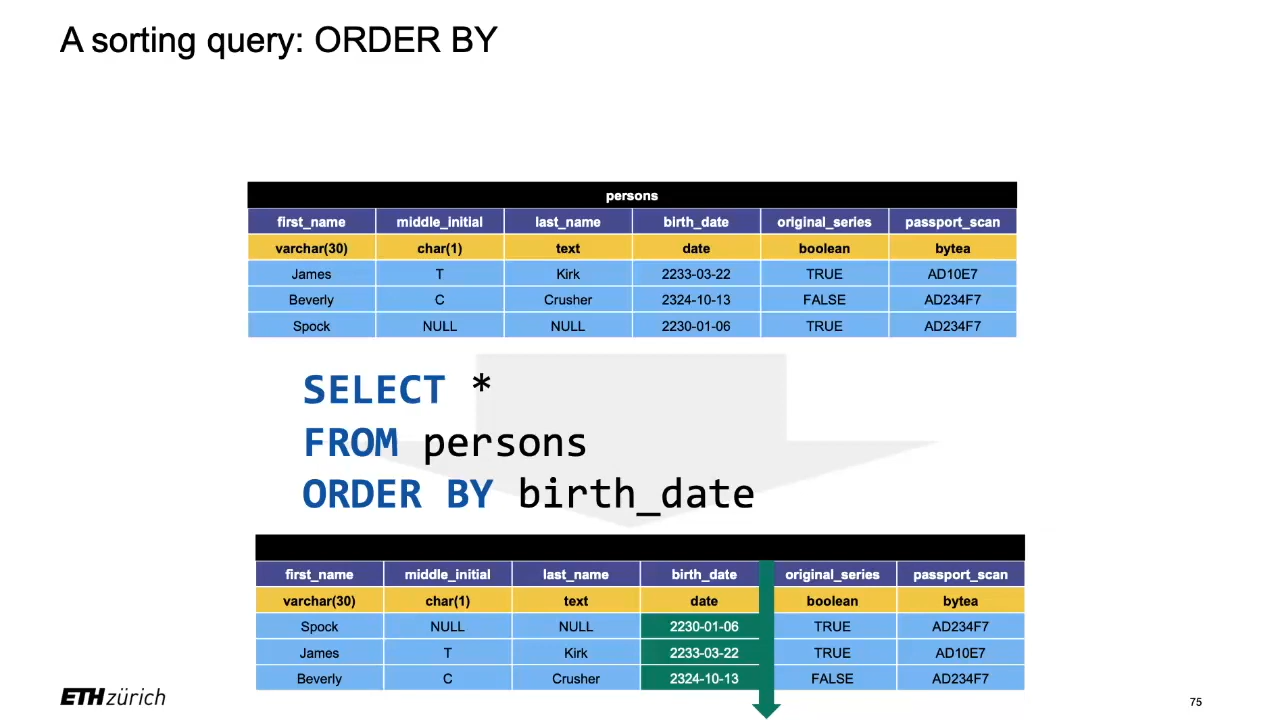 A sorting query: ORDER BY
persons
first_name middle_initial last_name birth_date original_series passport_scan
varchar(30) char(1) text date boolean bytea
James T Kirk 2233-03-22 TRUE AD10E7
Beverly C Crusher 2324-10-13 FALSE AD234F7
Spock NULL NULL 2230-01-06 TRUE AD234F7
SELECT *
FROM persons
ORDER BY birth_date
first_name middle_initial last_name birth_date original_series passport_scan
varchar(30) char(1) text date boolean bytea
Spock NULL NULL 2230-01-06 TRUE AD234F7
James T Kirk 2233-03-22 TRUE AD10E7
Beverly C Crusher 2324-10-13 FALSE AD234F7
ETH zürich
75